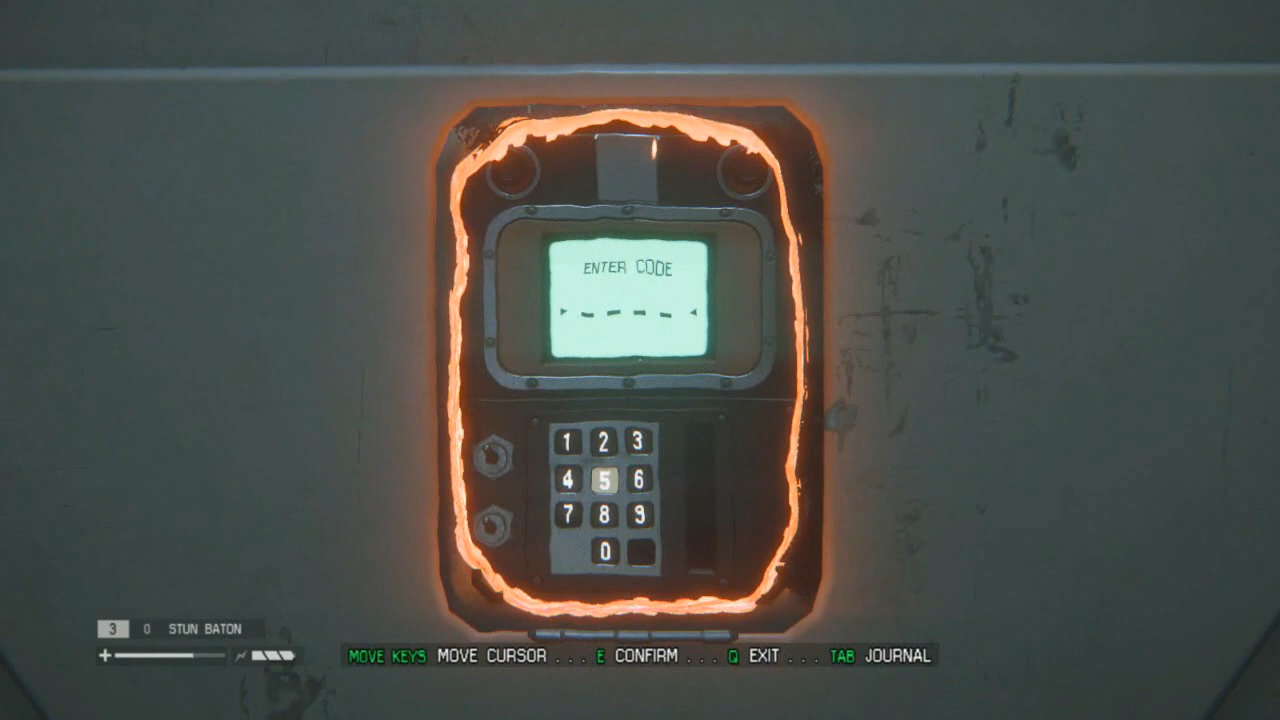 ENTER CODE
1 2 3
4 5 6
7 8 9
0
3 0 STUN BATON
MOVE KEYS MOVE CURSOR . . . E CONFIRM . . . Q EXIT . . . TAB JOURNAL